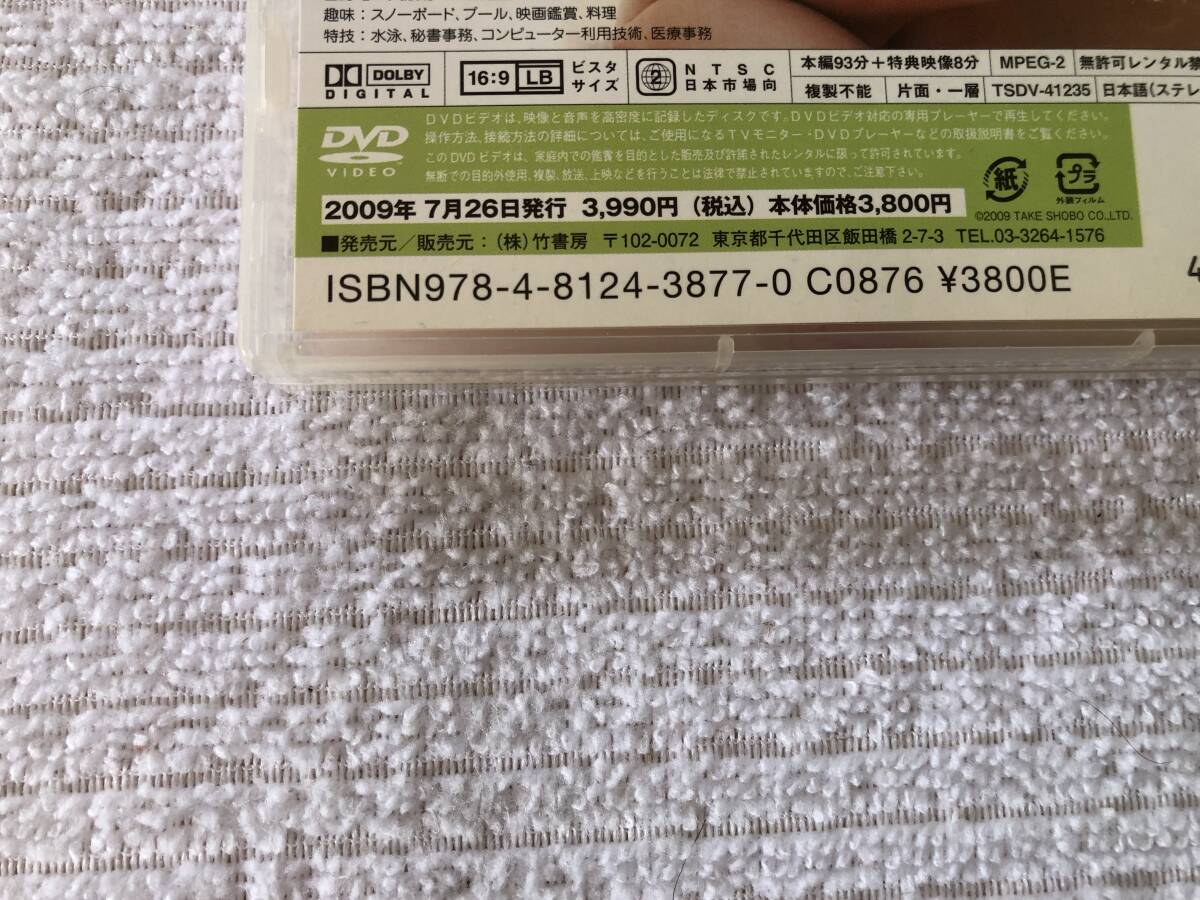 趣味：スノーボード、プール、映画鑑賞、料理
特技：水泳、秘書事務、コンピューター利用技術、医療事務
DOLBY DIGITAL
16:9 LB ビスタサイズ
2 NTSC 日本市場向
本編93分＋特典映像8分 MPEG-2 無許可レンタル禁
複製不能 片面・一層 TSDV-41235 日本語(ステレ
DVD VIDEO
DVDビデオは、映像と音声を高密度に記録したディスクです。DVDビデオ対応の専用プレーヤーで再生してください。
操作方法、接続方法の詳細については、ご使用になるTVモニター・DVDプレーヤーなどの取扱説明書をご覧ください。
このDVDビデオは、家庭内での鑑賞を目的とした販売及び許諾されたレンタルに限って許可されています。
無断での目的外使用、複製、放送、上映などを行うことは法律で禁止されていますので、ご注意下さい。
紙
プラ
外装フィルム
2009年 7月26日発行 3,990円（税込）本体価格3,800円
©2009 TAKE SHOBO CO.,LTD.
■発売元／販売元：(株)竹書房 〒102-0072 東京都千代田区飯田橋 2-7-3 TEL.03-3264-1576
ISBN978-4-8124-3877-0 C0876 ¥3800E